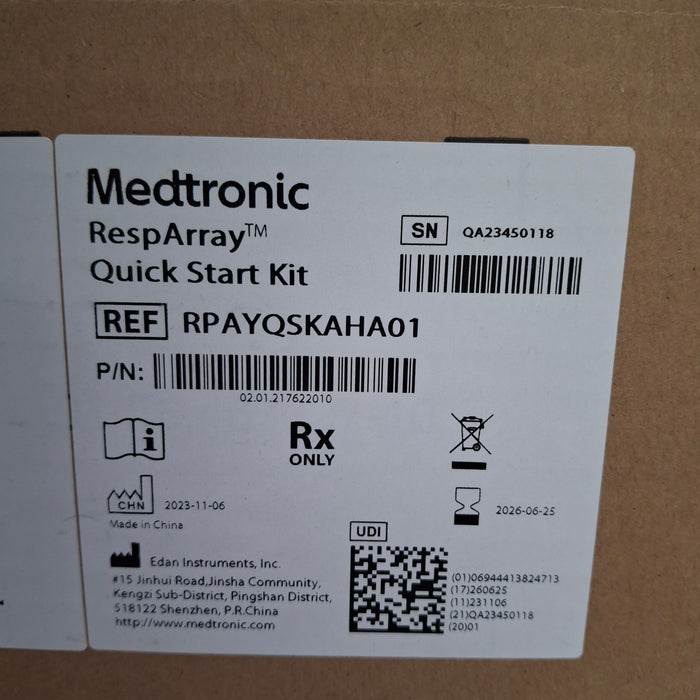 Medtronic
RespArray™
Quick Start Kit
SN QA23450118
REF RPAYQSKAHA01
P/N:
02.01.217622010
i
Rx
ONLY
CHN 2023-11-06
Made in China
2026-06-25
UDI
Edan Instruments, Inc.
#15 Jinhui Road,Jinsha Community,
Kengzi Sub-District, Pingshan District,
518122 Shenzhen, P.R.China
http://www.medtronic.com
(01)06944413824713
(17)260625
(11)231106
(21)QA23450118
(20)01